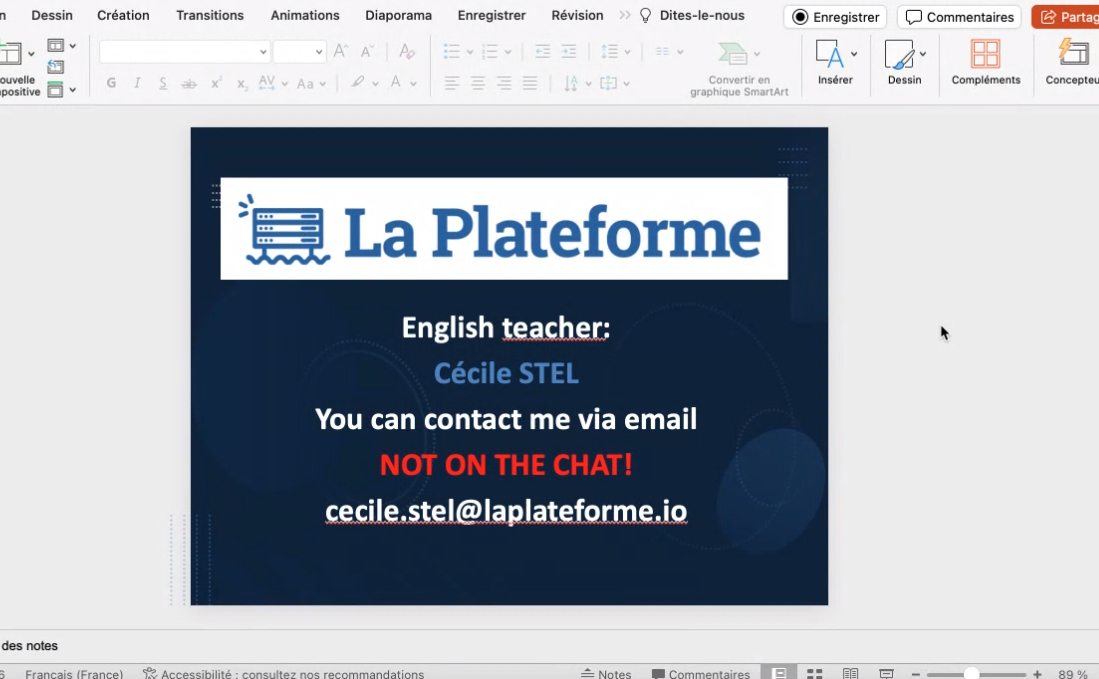 Dessin Création Transitions Animations Diaporama Enregistrer Révision >> Dites-le-nous Enregistrer Commentaires Partag
G I S ab x² x₂ AV Aa A
Convertir en
graphique SmartArt
Insérer
Dessin
Compléments
Concepteu
La Plateforme
English teacher:
Cécile STEL
You can contact me via email
NOT ON THE CHAT!
cecile.stel@laplateforme.io
des notes
Français (France) Accessibilité : consultez nos recommandations Notes Commentaires − + 89 %